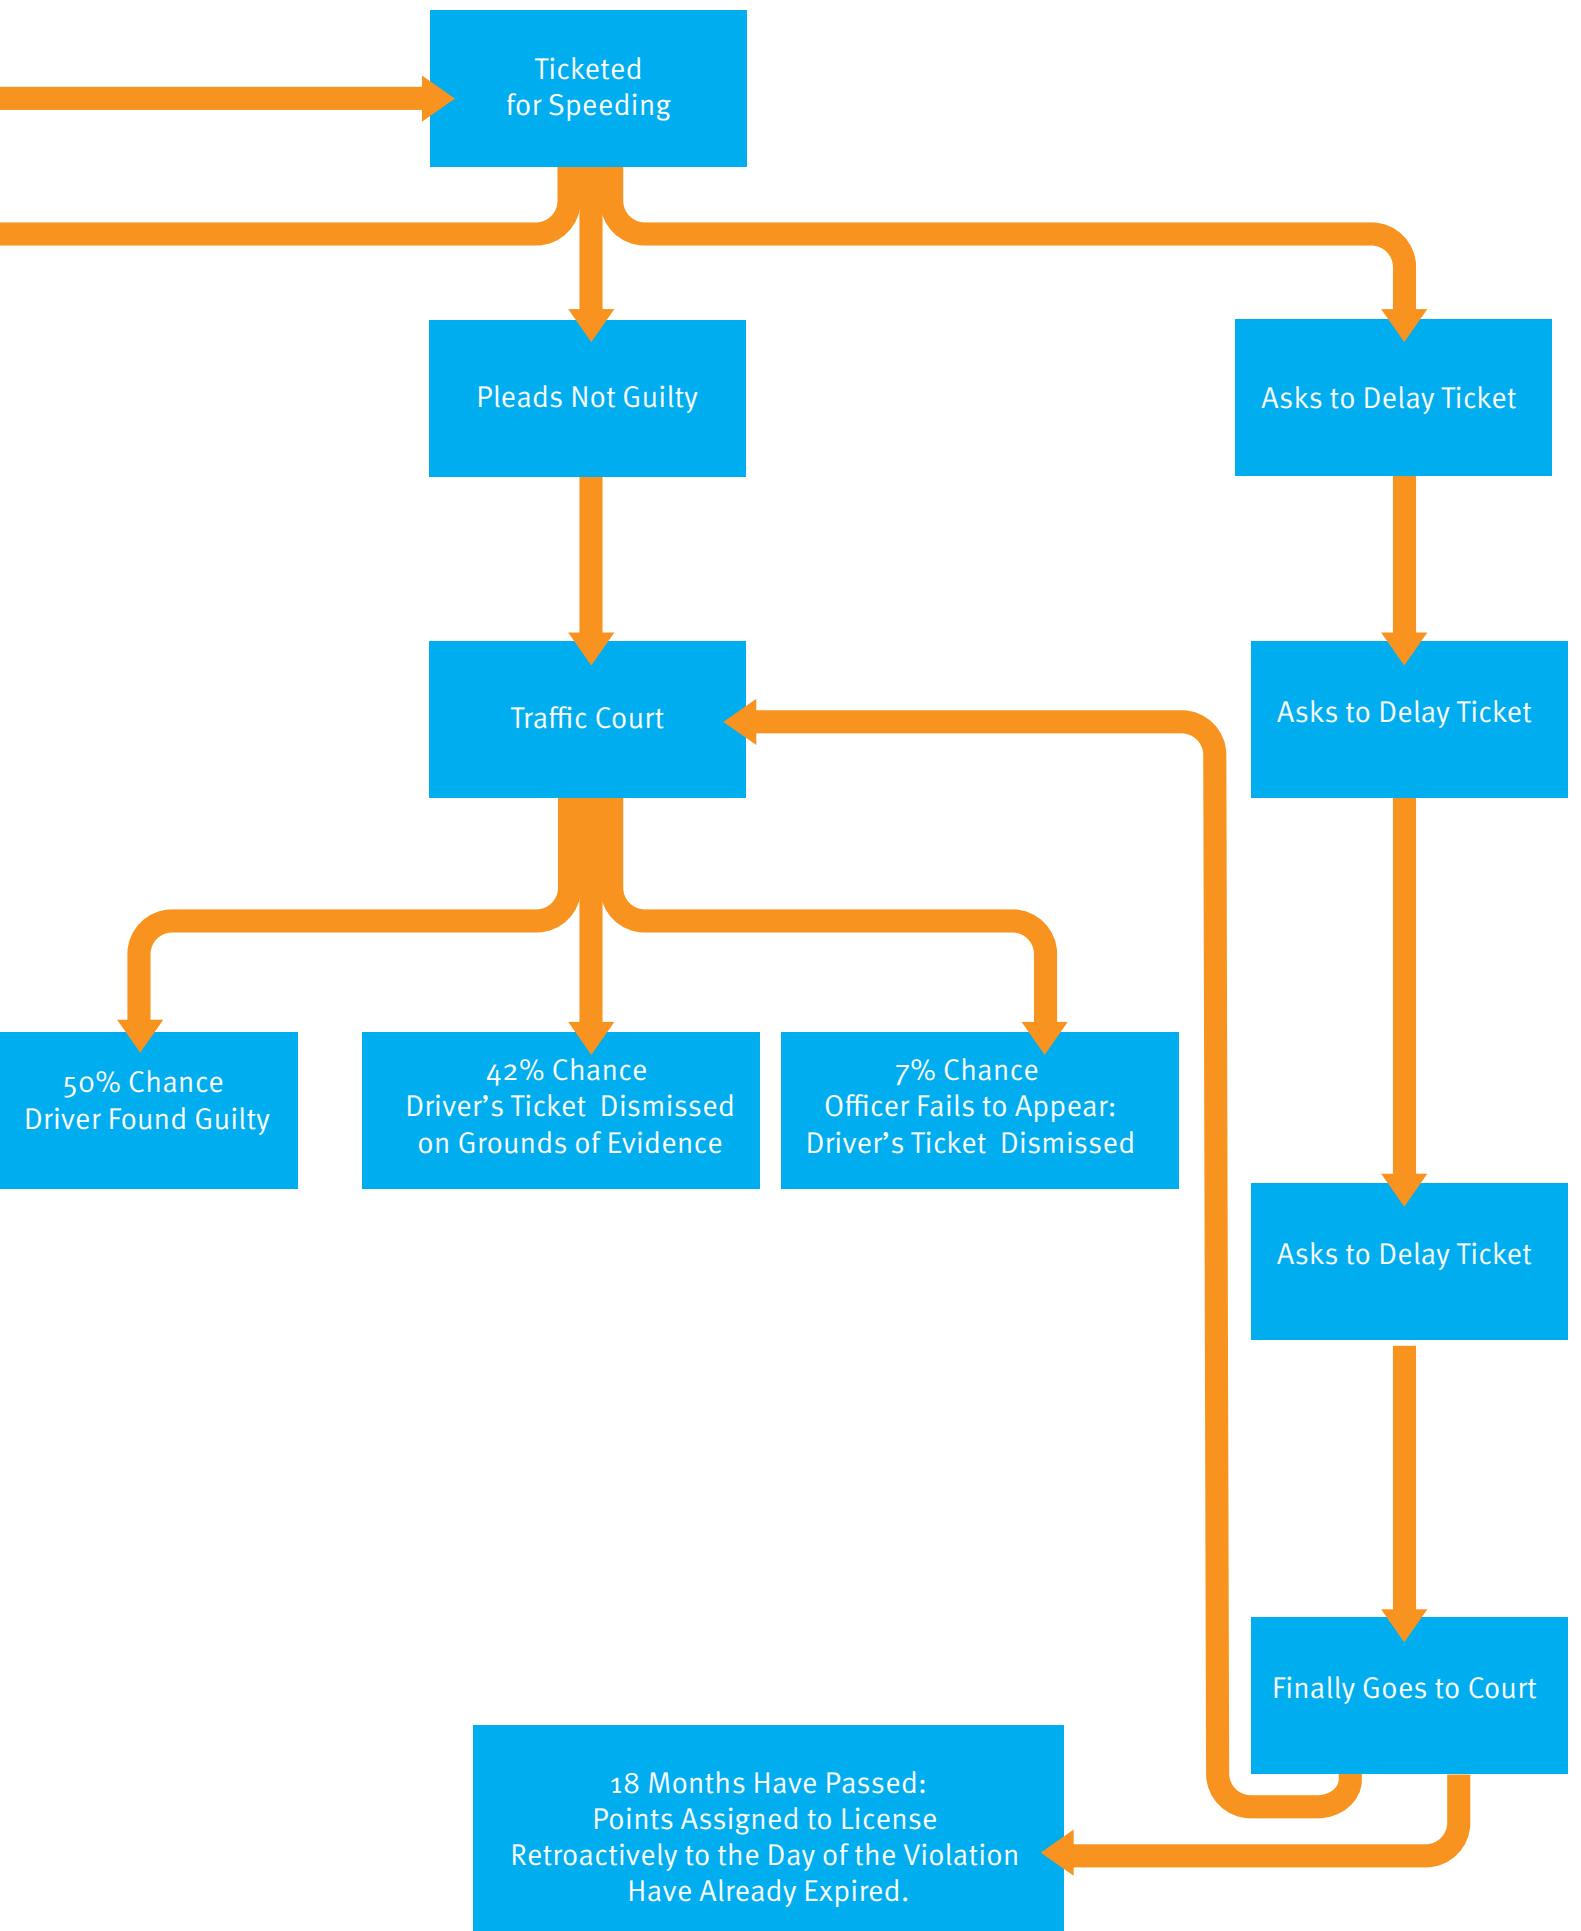 Ticketed
for Speeding
Pleads Not Guilty
Asks to Delay Ticket
Traffic Court
Asks to Delay Ticket
50% Chance
Driver Found Guilty
42% Chance
Driver’s Ticket Dismissed
on Grounds of Evidence
7% Chance
Officer Fails to Appear:
Driver’s Ticket Dismissed
Asks to Delay Ticket
Finally Goes to Court
18 Months Have Passed:
Points Assigned to License
Retroactively to the Day of the Violation
Have Already Expired.